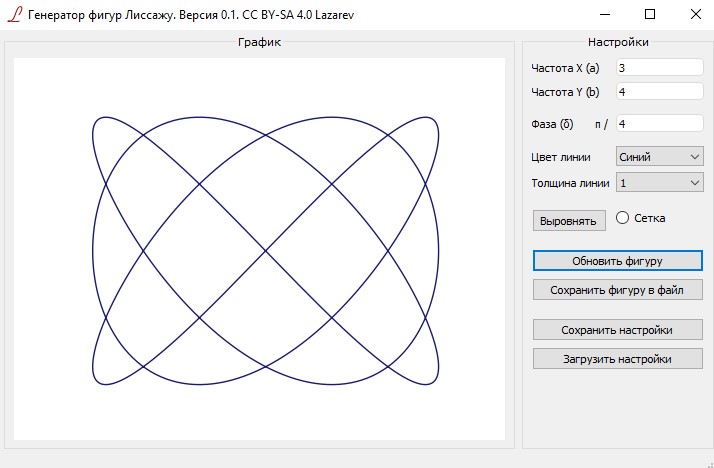 Генератор фигур Лиссажу. Версия 0.1. CC BY-SA 4.0 Lazarev
График
Настройки
Частота X (a) 3
Частота Y (b) 4
Фаза (δ) п / 4
Цвет линии Синий
Толщина линии 1
Выровнять Сетка
Обновить фигуру
Сохранить фигуру в файл
Сохранить настройки
Загрузить настройки